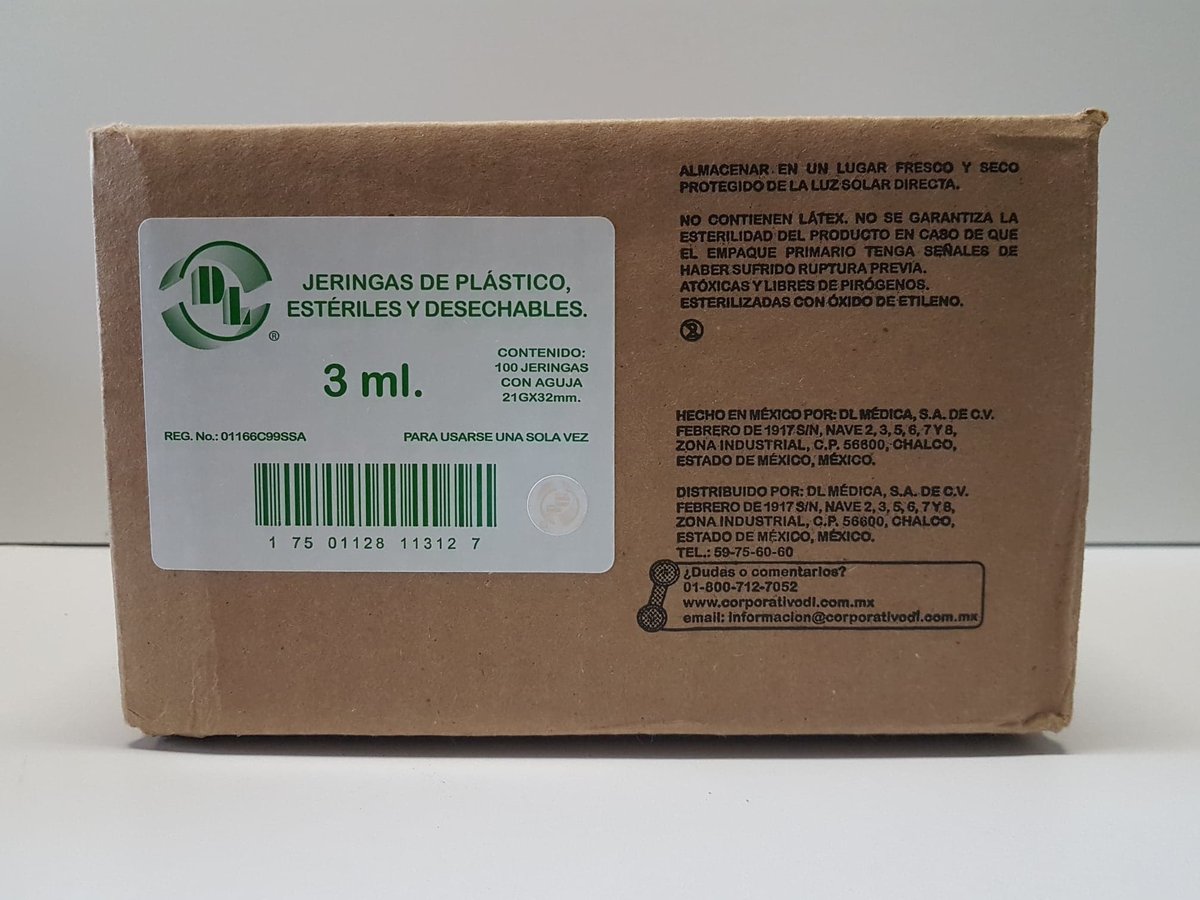 DL
®
JERINGAS DE PLÁSTICO,
ESTÉRILES Y DESECHABLES.
3 ml.
CONTENIDO:
100 JERINGAS
CON AGUJA
21GX32mm.
REG. No.: 01166C99SSA
PARA USARSE UNA SOLA VEZ
1 75 01128 11312 7
ALMACENAR EN UN LUGAR FRESCO Y SECO
PROTEGIDO DE LA LUZ SOLAR DIRECTA.
NO CONTIENEN LÁTEX. NO SE GARANTIZA LA
ESTERILIDAD DEL PRODUCTO EN CASO DE QUE
EL EMPAQUE PRIMARIO TENGA SEÑALES DE
HABER SUFRIDO RUPTURA PREVIA.
ATÓXICAS Y LIBRES DE PIRÓGENOS.
ESTERILIZADAS CON ÓXIDO DE ETILENO.
2
HECHO EN MÉXICO POR: DL MÉDICA, S.A. DE C.V.
FEBRERO DE 1917 S/N, NAVE 2, 3, 5, 6, 7 Y 8,
ZONA INDUSTRIAL, C.P. 56600, CHALCO,
ESTADO DE MÉXICO, MÉXICO.
DISTRIBUIDO POR: DL MÉDICA, S.A. DE C.V.
FEBRERO DE 1917 S/N, NAVE 2, 3, 5, 6, 7 Y 8,
ZONA INDUSTRIAL, C.P. 56600, CHALCO,
ESTADO DE MÉXICO, MÉXICO.
TEL.: 59-75-60-60
¿Dudas o comentarios?
01-800-712-7052
www.corporativodl.com.mx
email: informacion@corporativodl.com.mx